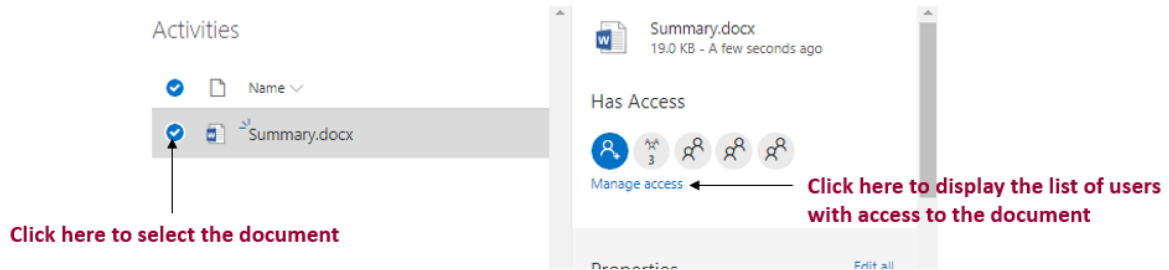 Activities
Name
Summary.docx
Click here to select the document
Summary.docx
19.0 KB - A few seconds ago
Has Access
3
Manage access
Click here to display the list of users
with access to the document
Properties
Edit all